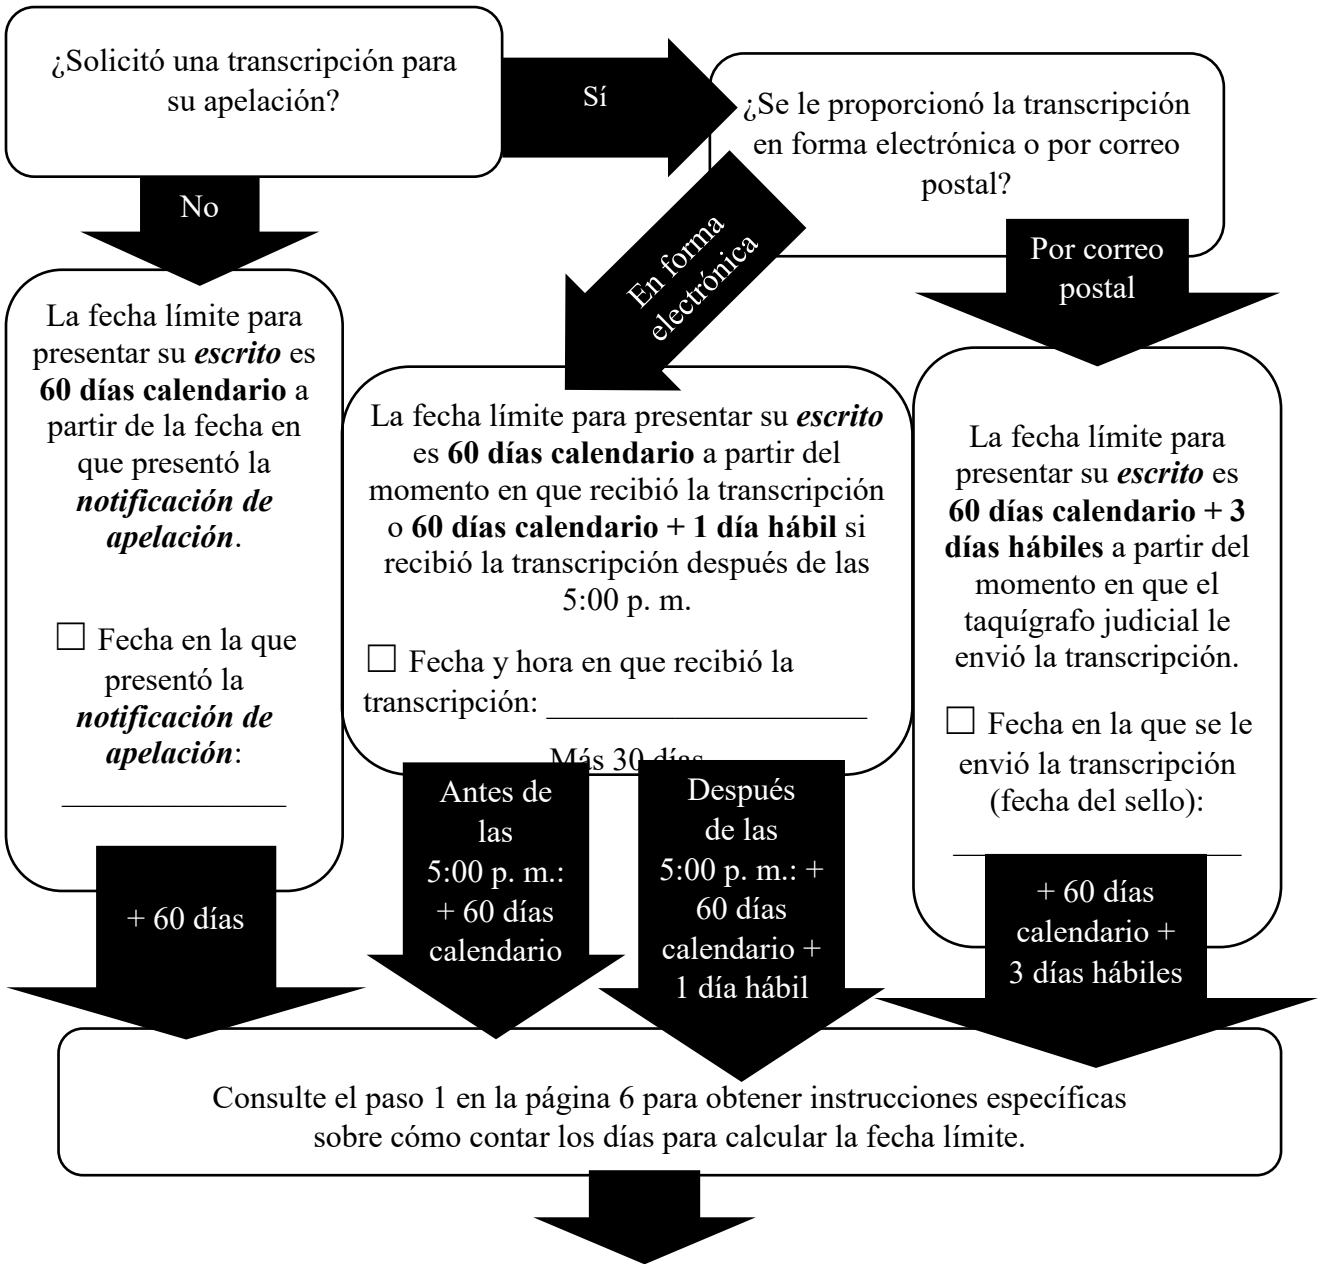 ¿Solicitó una transcripción para
su apelación?
Sí
¿Se le proporcionó la transcripción
en forma electrónica o por correo
postal?
No
En forma
electrónica
Por correo
postal
La fecha límite para
presentar su escrito es
60 días calendario a
partir de la fecha en
que presentó la
notificación de
apelación.
☐ Fecha en la que
presentó la
notificación de
apelación:
______________
La fecha límite para presentar su escrito
es 60 días calendario a partir del
momento en que recibió la transcripción
o 60 días calendario + 1 día hábil si
recibió la transcripción después de las
5:00 p. m.
☐ Fecha y hora en que recibió la
transcripción: ____________________
Más 30 días
La fecha límite para
presentar su escrito es
60 días calendario + 3
días hábiles a partir del
momento en que el
taquígrafo judicial le
envió la transcripción.
☐ Fecha en la que se le
envió la transcripción
(fecha del sello):
__________________
+ 60 días
Antes de
las
5:00 p. m.:
+ 60 días
calendario
Después
de las
5:00 p. m.: +
60 días
calendario +
1 día hábil
+ 60 días
calendario +
3 días hábiles
Consulte el paso 1 en la página 6 para obtener instrucciones específicas
sobre cómo contar los días para calcular la fecha límite.